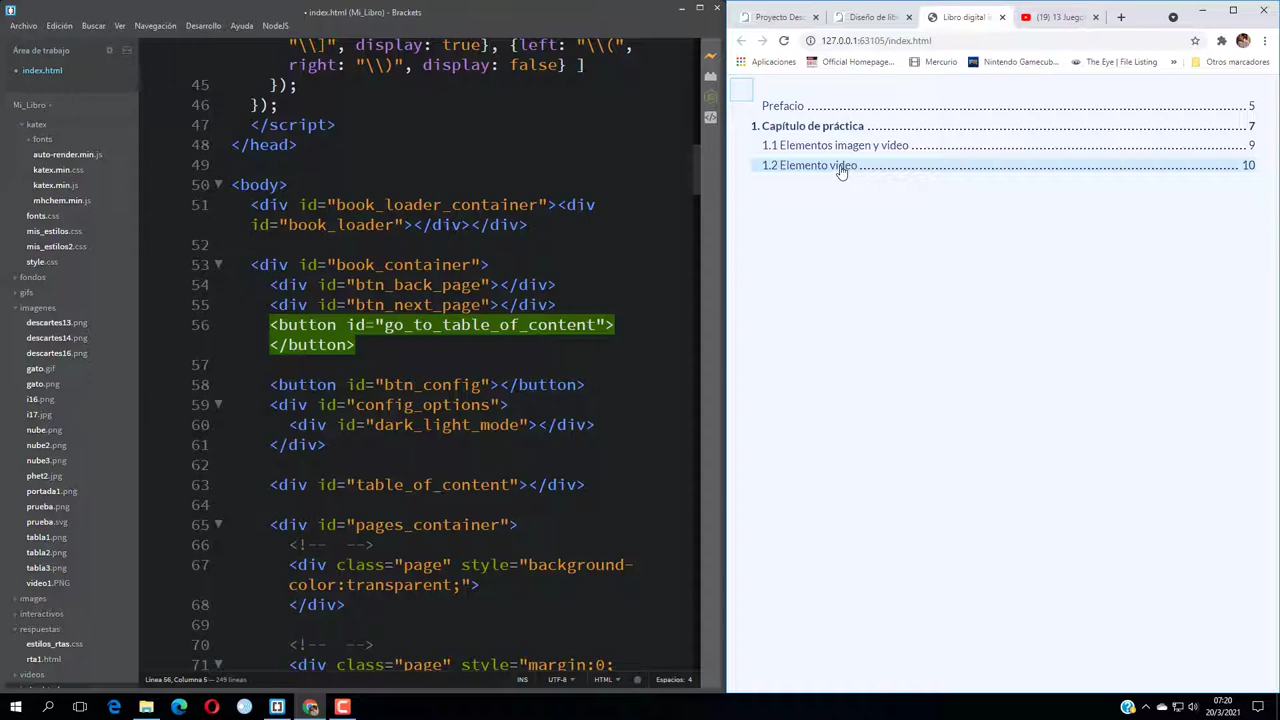 • index.html (Mi_Libro) - Brackets
Archivo Edición Buscar Ver Navegación Desarrollo Ayuda NodeJS
Área de trabajo
• index.html
Mi_Libro
katex
fonts
auto-render.min.js
katex.css
katex.min.js
mhchem.min.js
fonts.css
mis_estilos.css
mis_estilos2.css
style.css
fondos
gifs
imagenes
descartes13.png
descartes14.png
descartes16.png
gato.gif
gato.png
i16.png
i17.jpg
nube.png
nube2.png
nube3.png
phet2.jpg
portada1.png
prueba.png
prueba.svg
tabla1.png
tabla2.png
tabla3.png
video1.PNG
images
interactivos
respuestas
estilos_rtas.css
rta1.html
videos
"\\]", display: true}, {left: "\\(",
right: "\\)", display: false} ]
45 });
46 });
47 </script>
48 </head>
49
50 <body>
51 <div id="book_loader_container"><div
id="book_loader"></div></div>
52
53 <div id="book_container">
54 <div id="btn_back_page"></div>
55 <div id="btn_next_page"></div>
56 <button id="go_to_table_of_content">
</button>
57
58 <button id="btn_config"></button>
59 <div id="config_options">
60 <div id="dark_light_mode"></div>
61 </div>
62
63 <div id="table_of_content"></div>
64
65 <div id="pages_container">
66 <!-- -->
67 <div class="page" style="background-
color:transparent;">
68 </div>
69
70 <!-- -->
71 <div class="page" style="margin:0;
Línea 56, Columna 5 — 249 líneas INS UTF-8 HTML Espacios: 4
Proyecto Desc Diseño de lib Libro digital in (19) 13 Juego
127.0.0.1:63105/index.html
Aplicaciones Official Homepage... Mercurio Nintendo Gamecub... The Eye | File Listing » Otros marcadores
Prefacio 5
1. Capítulo de práctica 7
1.1 Elementos imagen y video 9
1.2 Elemento video 10
07:20
20/3/2021